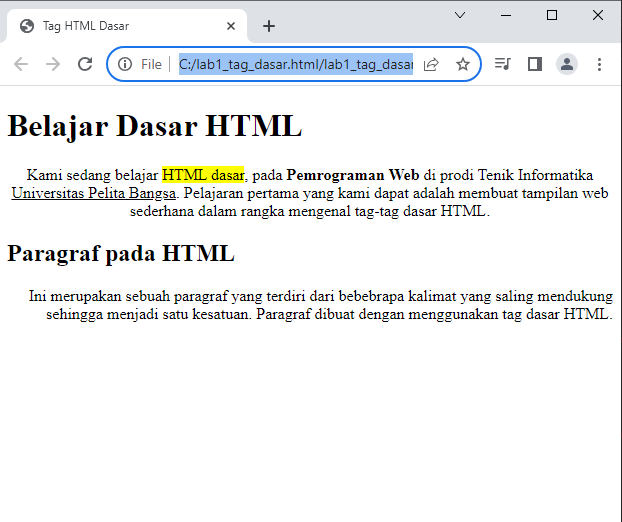 Tag HTML Dasar
File
C:/lab1_tag_dasar.html/lab1_tag_dasar
Belajar Dasar HTML
Kami sedang belajar HTML dasar, pada Pemrograman Web di prodi Tenik Informatika
Universitas Pelita Bangsa. Pelajaran pertama yang kami dapat adalah membuat tampilan web
sederhana dalam rangka mengenal tag-tag dasar HTML.
Paragraf pada HTML
Ini merupakan sebuah paragraf yang terdiri dari bebebrapa kalimat yang saling mendukung
sehingga menjadi satu kesatuan. Paragraf dibuat dengan menggunakan tag dasar HTML.